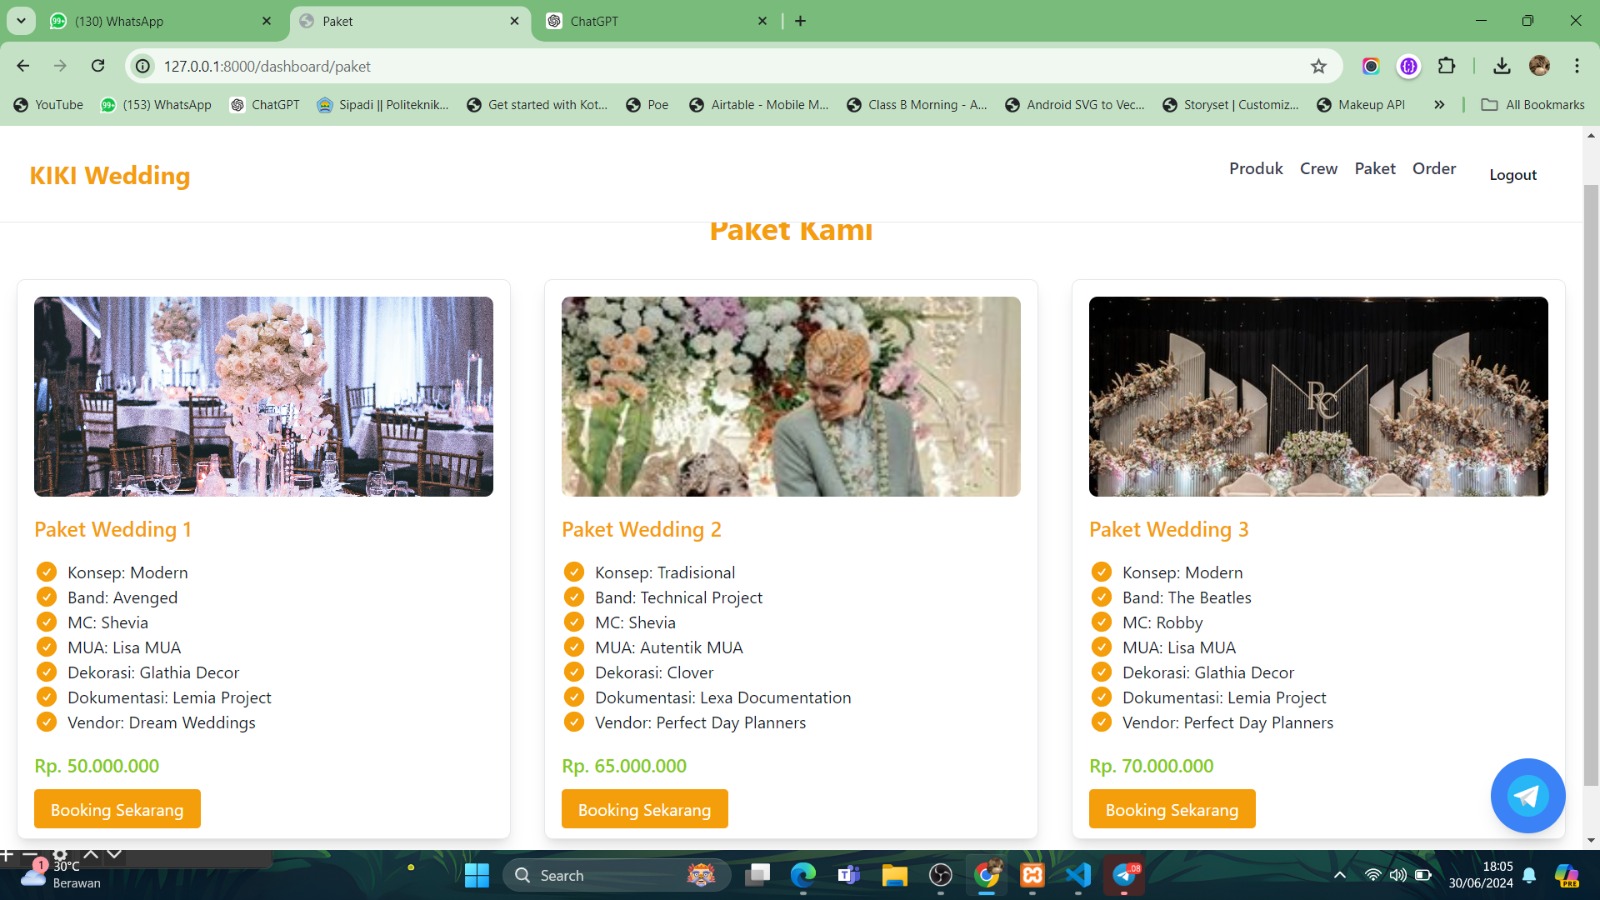 (130) WhatsApp
Paket
ChatGPT
127.0.0.1:8000/dashboard/paket
YouTube
(153) WhatsApp
ChatGPT
Sipadi || Politeknik...
Get started with Kot...
Poe
Airtable - Mobile M...
Class B Morning - A...
Android SVG to Vec...
Storyset | Customiz...
Makeup API
All Bookmarks
KIKI Wedding
Produk
Crew
Paket
Order
Logout
Paket Kami
RC
Paket Wedding 1
Konsep: Modern
Band: Avenged
MC: Shevia
MUA: Lisa MUA
Dekorasi: Glathia Decor
Dokumentasi: Lemia Project
Vendor: Dream Weddings
Rp. 50.000.000
Booking Sekarang
Paket Wedding 2
Konsep: Tradisional
Band: Technical Project
MC: Shevia
MUA: Autentik MUA
Dekorasi: Clover
Dokumentasi: Lexa Documentation
Vendor: Perfect Day Planners
Rp. 65.000.000
Booking Sekarang
Paket Wedding 3
Konsep: Modern
Band: The Beatles
MC: Robby
MUA: Lisa MUA
Dekorasi: Glathia Decor
Dokumentasi: Lemia Project
Vendor: Perfect Day Planners
Rp. 70.000.000
Booking Sekarang
1
30°C
Berawan
Search
18:05
30/06/2024
PRE